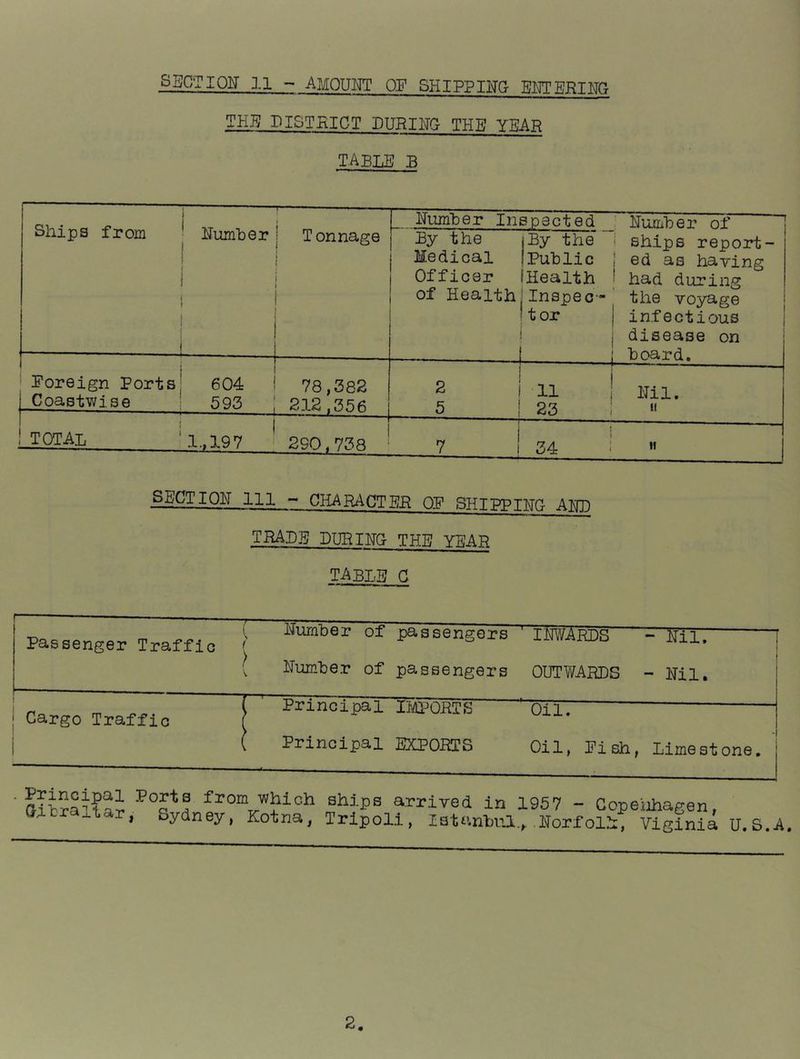 SECTION 11 - AMOUNT OF SHIPPING ENTERING
THE DISTRICT DURING THE YEAR
TABLE B
Ships from Number Tonnage Number Inspected Number of
By the By the ships report-
Medical Public ed as having
Officer Health had during
of Health Inspec- the voyage
tor infectious
disease on
board.
Foreign Ports 604 78,382 2 11 Nil.
Coastwise 593 212,356 5 23 "
TOTAL 1,197 290,738 7 34 "
SECTION 111 - CHARACTER OF SHIPPING AND
TRADE DURING THE YEAR
TABLE C
Passenger Traffic ( Number of passengers INWARDS - Nil.
( Number of passengers OUTWARDS - Nil.
Cargo Traffic ( Principal IMPORTS Oil.
( Principal EXPORTS Oil, Fish, Limestone.
Principal Ports from which ships arrived in 1957 - Copenhagen,
Gibraltar, Sydney, Kotna, Tripoli, Istanbul, Norfolk, Viginia U.S.A.
2.